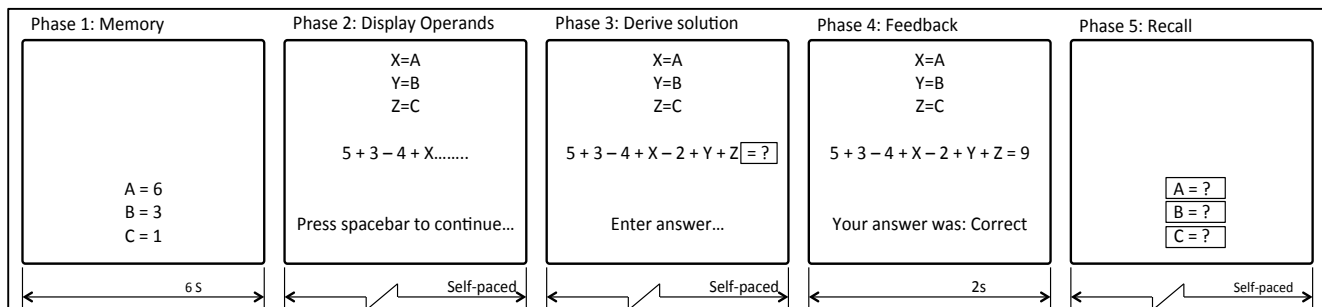 Phase 1: Memory
A = 6
B = 3
C = 1
6 S
Phase 2: Display Operands
X=A
Y=B
Z=C
5 + 3 – 4 + X........
Press spacebar to continue...
Self-paced
Phase 3: Derive solution
X=A
Y=B
Z=C
5 + 3 – 4 + X – 2 + Y + Z = ?
Enter answer...
Self-paced
Phase 4: Feedback
X=A
Y=B
Z=C
5 + 3 – 4 + X – 2 + Y + Z = 9
Your answer was: Correct
2s
Phase 5: Recall
A = ?
B = ?
C = ?
Self-paced